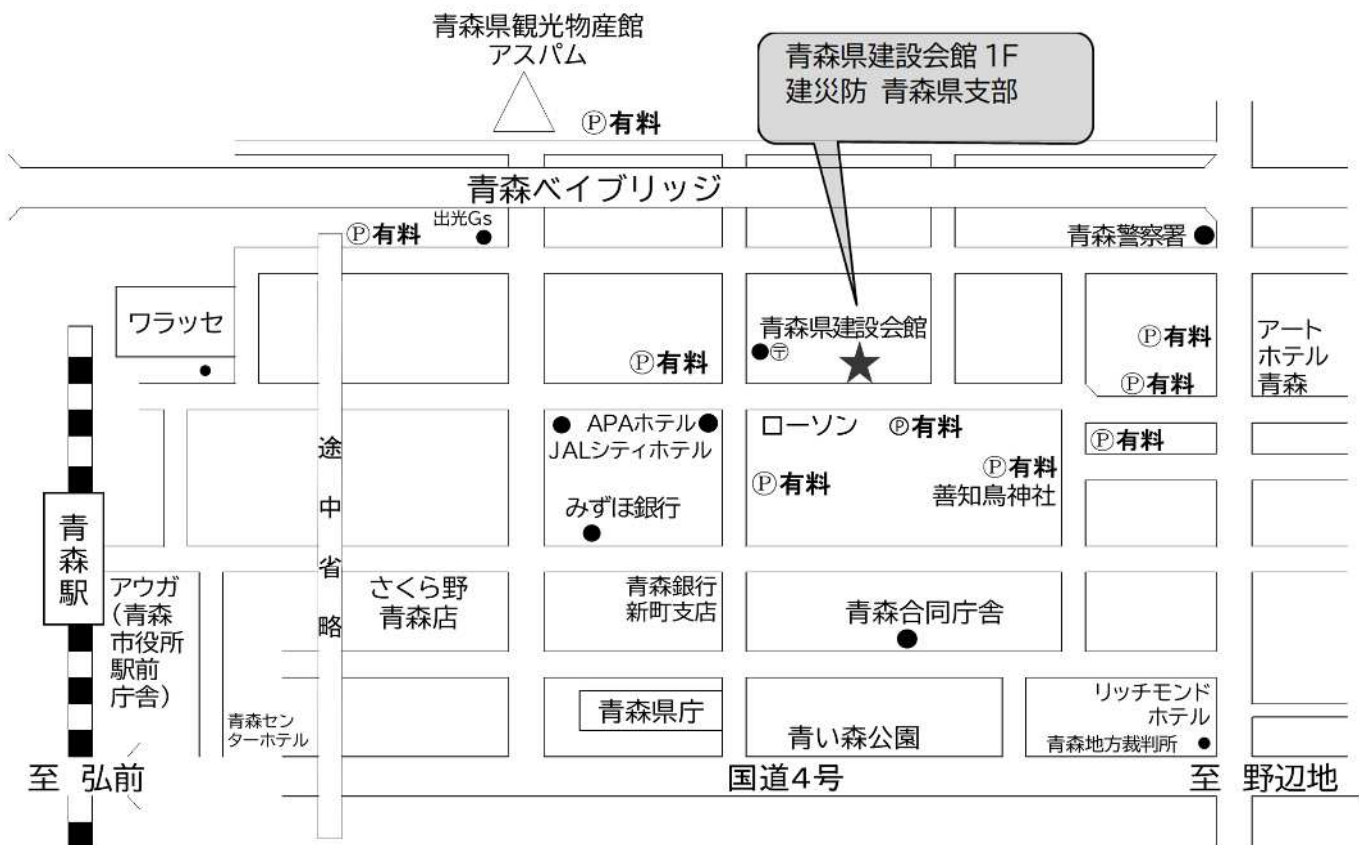 青森県観光物産館
アスパム
Ⓟ有料
青森県建設会館 1F
建災防 青森県支部
青森ベイブリッジ
出光Gs
Ⓟ有料
青森警察署
ワラッセ
Ⓟ有料
青森県建設会館
〶
Ⓟ有料
Ⓟ有料
アート
ホテル
青森
途中省略
APAホテル
JALシティホテル
ローソン
Ⓟ有料
Ⓟ有料
Ⓟ有料
善知鳥神社
Ⓟ有料
みずほ銀行
青森駅
アウガ
（青森
市役所
駅前
庁舎）
さくら野
青森店
青森銀行
新町支店
青森合同庁舎
青森セン
ターホテル
青森県庁
青い森公園
リッチモンド
ホテル
青森地方裁判所
至 弘前
国道4号
至 野辺地